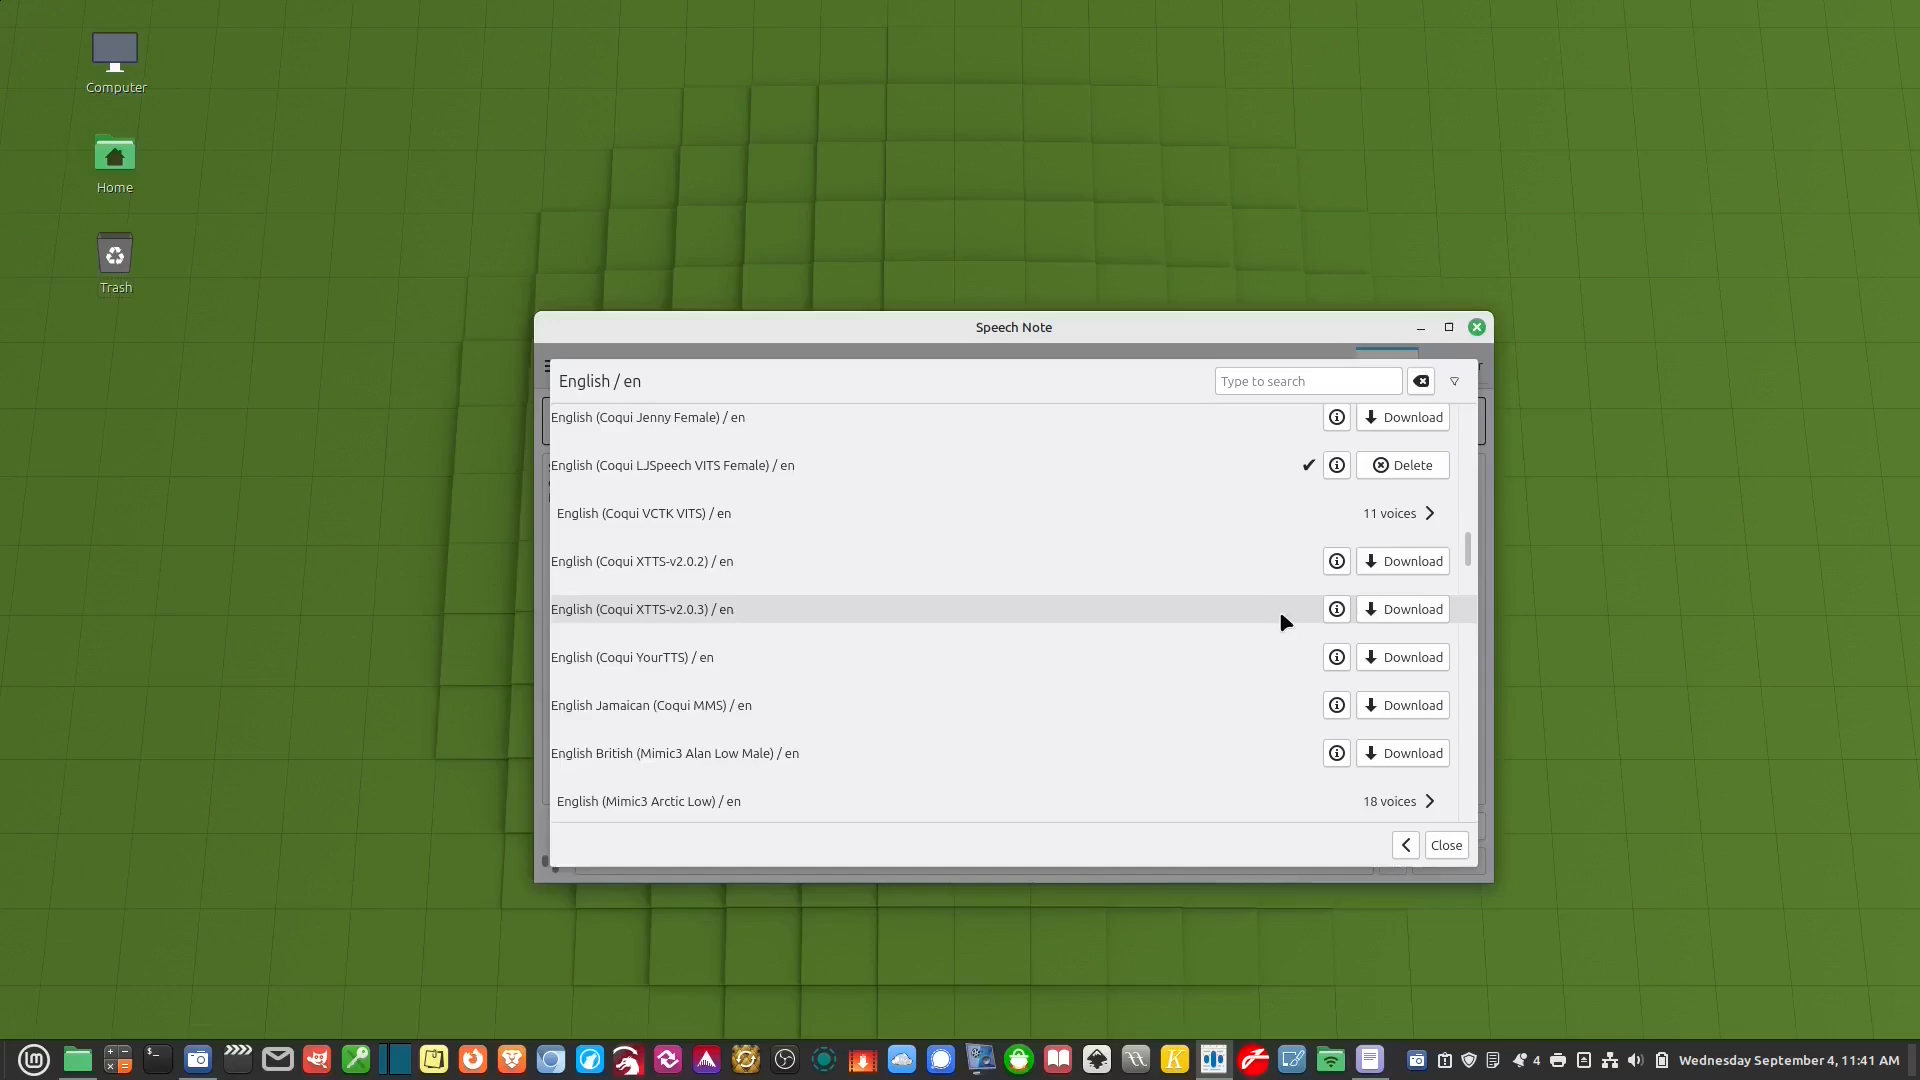 Computer
Home
Trash
Speech Note
English / en
Type to search
English (Coqui Jenny Female) / en
Download
English (Coqui LJSpeech VITS Female) / en
Delete
English (Coqui VCTK VITS) / en
11 voices
English (Coqui XTTS-v2.0.2) / en
Download
English (Coqui XTTS-v2.0.3) / en
Download
English (Coqui YourTTS) / en
Download
English Jamaican (Coqui MMS) / en
Download
English British (Mimic3 Alan Low Male) / en
Download
English (Mimic3 Arctic Low) / en
18 voices
Close
4
Wednesday September 4, 11:41 AM